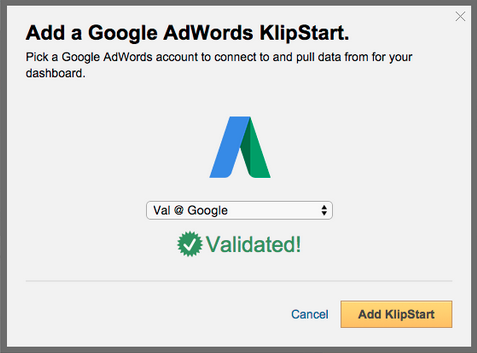 Add a Google AdWords KlipStart.
Pick a Google AdWords account to connect to and pull data from for your
dashboard.
Val @ Google
Validated!
Cancel
Add KlipStart